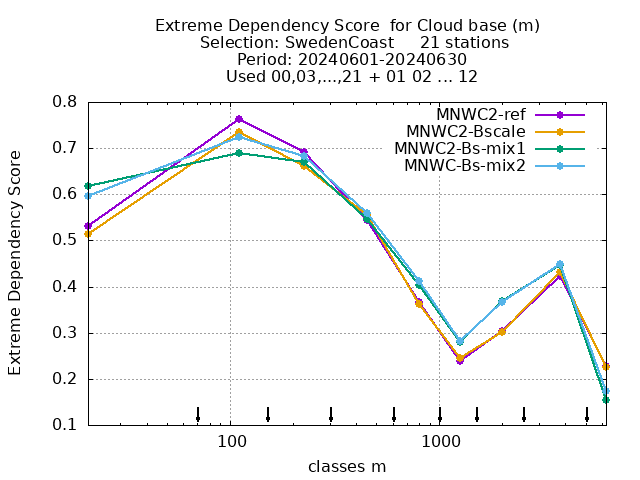 Extreme Dependency Score  for Cloud base (m)
Selection: SwedenCoast     21 stations
Period: 20240601-20240630
Used 00,03,...,21 + 01 02 ... 12
Extreme Dependency Score
0.8
0.7
0.6
0.5
0.4
0.3
0.2
0.1
MNWC2-ref
MNWC2-Bscale
MNWC2-Bs-mix1
MNWC-Bs-mix2
100 1000
classes m